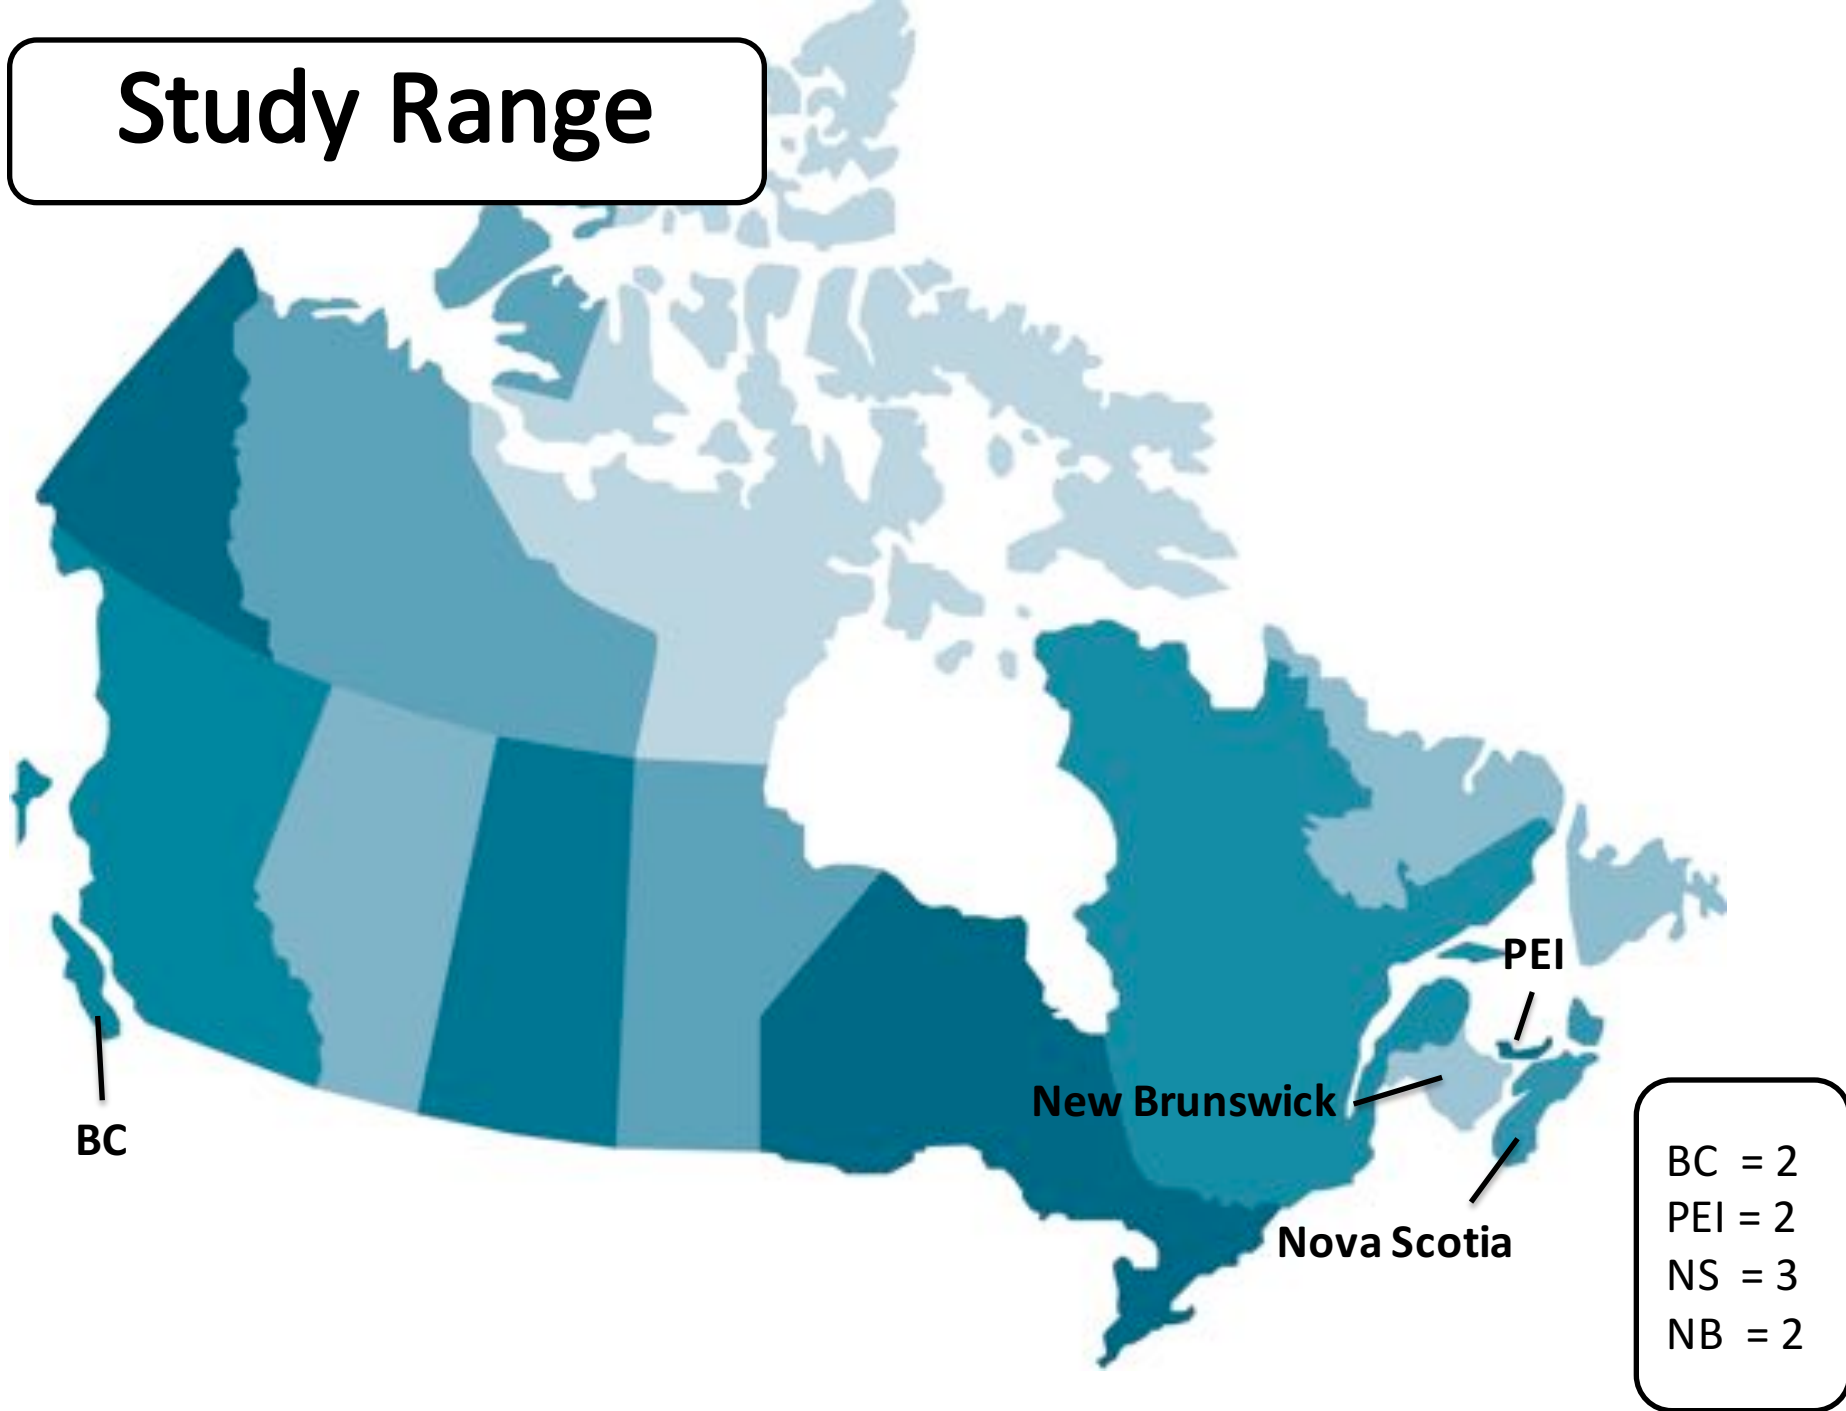 Study Range
PEI
New Brunswick
BC
Nova Scotia
BC = 2
PEI = 2
NS = 3
NB = 2